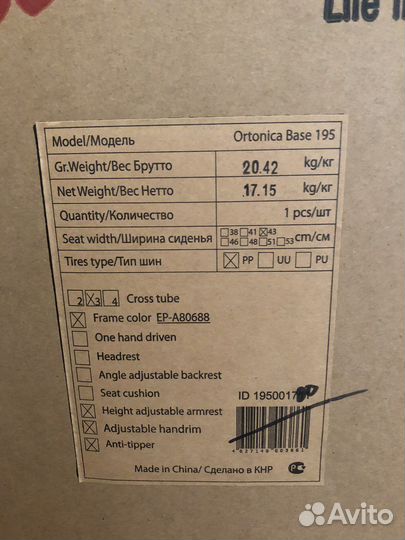 Life
Model/Модель Ortonica Base 195
Gr.Weight/Вес Брутто 20.42 kg/кг
Net Weight/Вес Нетто 17.15 kg/кг
Quantity/Количество 1 pcs/шт
Seat width/Ширина сиденья 38 41 43 46 48 51 53 cm/см
Tires type/Тип шин PP UU PU
2 3 4 Cross tube
Frame color EP-A80688
One hand driven
Headrest
Angle adjustable backrest
Seat cushion
Height adjustable armrest
Adjustable handrim
Anti-tipper
ID 1950017
Made in China/ Сделано в КНР
Avito